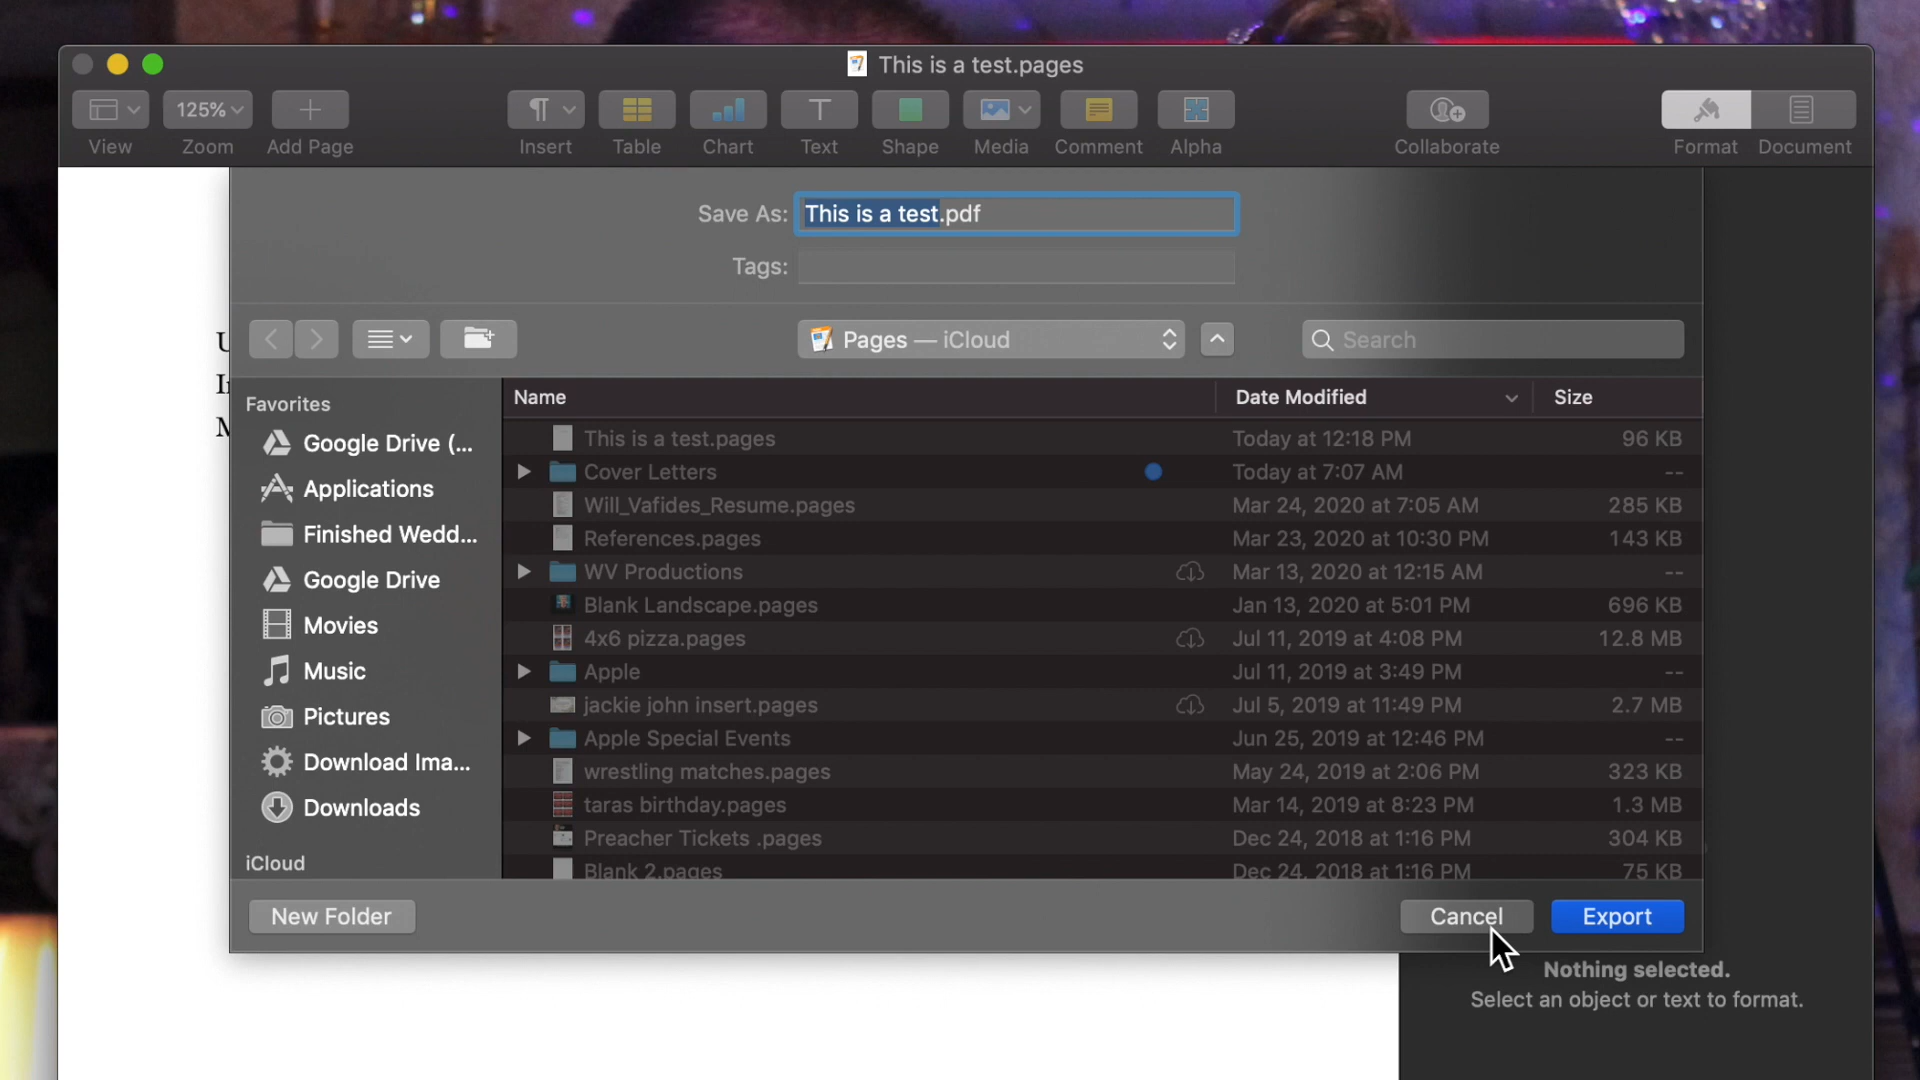 This is a test.pages
125%
View Zoom Add Page Insert Table Chart Text Shape Media Comment Alpha Collaborate Format Document
Save As: This is a test.pdf
Tags:
Pages — iCloud
Search
Favorites
Google Drive (...
Applications
Finished Wedd...
Google Drive
Movies
Music
Pictures
Download Ima...
Downloads
iCloud
Name Date Modified Size
This is a test.pages Today at 12:18 PM 96 KB
Cover Letters Today at 7:07 AM --
Will_Vafides_Resume.pages Mar 24, 2020 at 7:05 AM 285 KB
References.pages Mar 23, 2020 at 10:30 PM 143 KB
WV Productions Mar 13, 2020 at 12:15 AM --
Blank Landscape.pages Jan 13, 2020 at 5:01 PM 696 KB
4x6 pizza.pages Jul 11, 2019 at 4:08 PM 12.8 MB
Apple Jul 11, 2019 at 3:49 PM --
jackie john insert.pages Jul 5, 2019 at 11:49 PM 2.7 MB
Apple Special Events Jun 25, 2019 at 12:46 PM --
wrestling matches.pages May 24, 2019 at 2:06 PM 323 KB
taras birthday.pages Mar 14, 2019 at 8:23 PM 1.3 MB
Preacher Tickets .pages Dec 24, 2018 at 1:16 PM 304 KB
Blank 2.pages Dec 24, 2018 at 1:16 PM 75 KB
New Folder Cancel Export
Nothing selected.
Select an object or text to format.